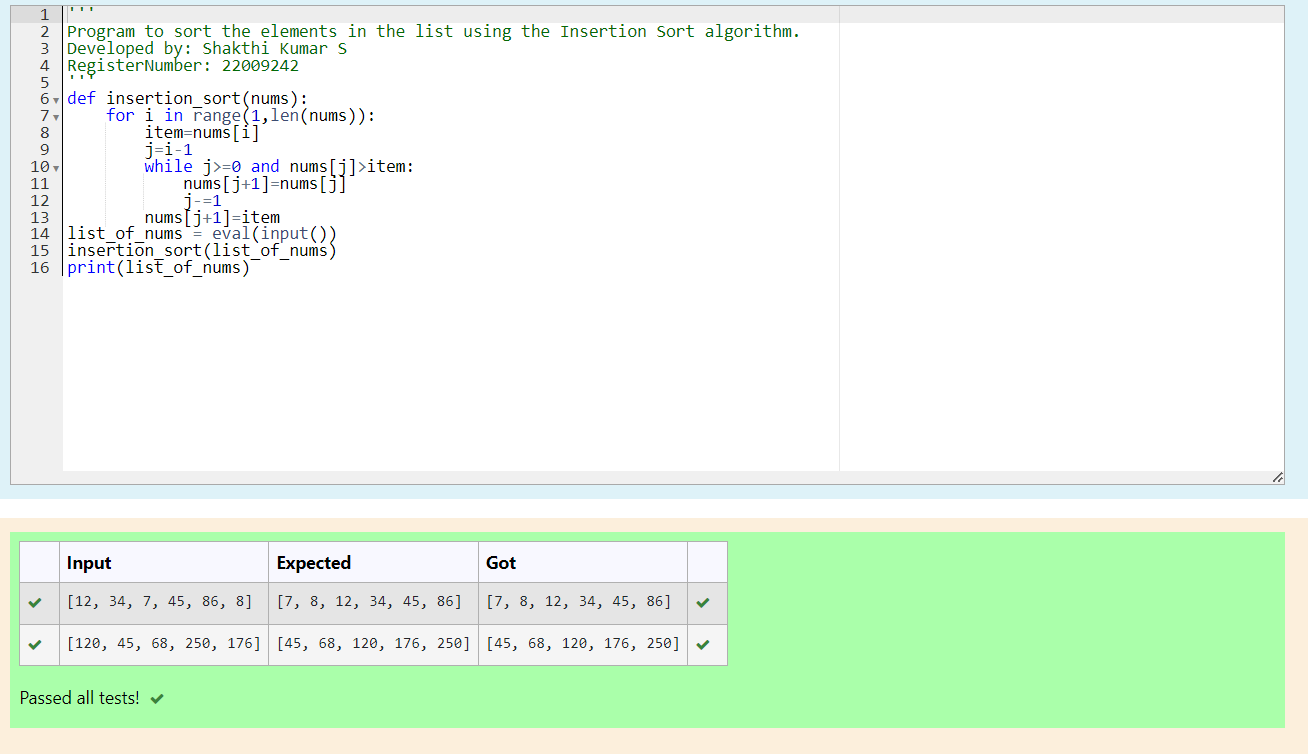 1 '''
2 Program to sort the elements in the list using the Insertion Sort algorithm.
3 Developed by: Shakthi Kumar S
4 RegisterNumber: 22009242
5 '''
6 def insertion_sort(nums):
7     for i in range(1,len(nums)):
8         item=nums[i]
9         j=i-1
10         while j>=0 and nums[j]>item:
11             nums[j+1]=nums[j]
12             j-=1
13         nums[j+1]=item
14 list_of_nums = eval(input())
15 insertion_sort(list_of_nums)
16 print(list_of_nums)
Input Expected Got
[12, 34, 7, 45, 86, 8] [7, 8, 12, 34, 45, 86] [7, 8, 12, 34, 45, 86]
[120, 45, 68, 250, 176] [45, 68, 120, 176, 250] [45, 68, 120, 176, 250]
Passed all tests!